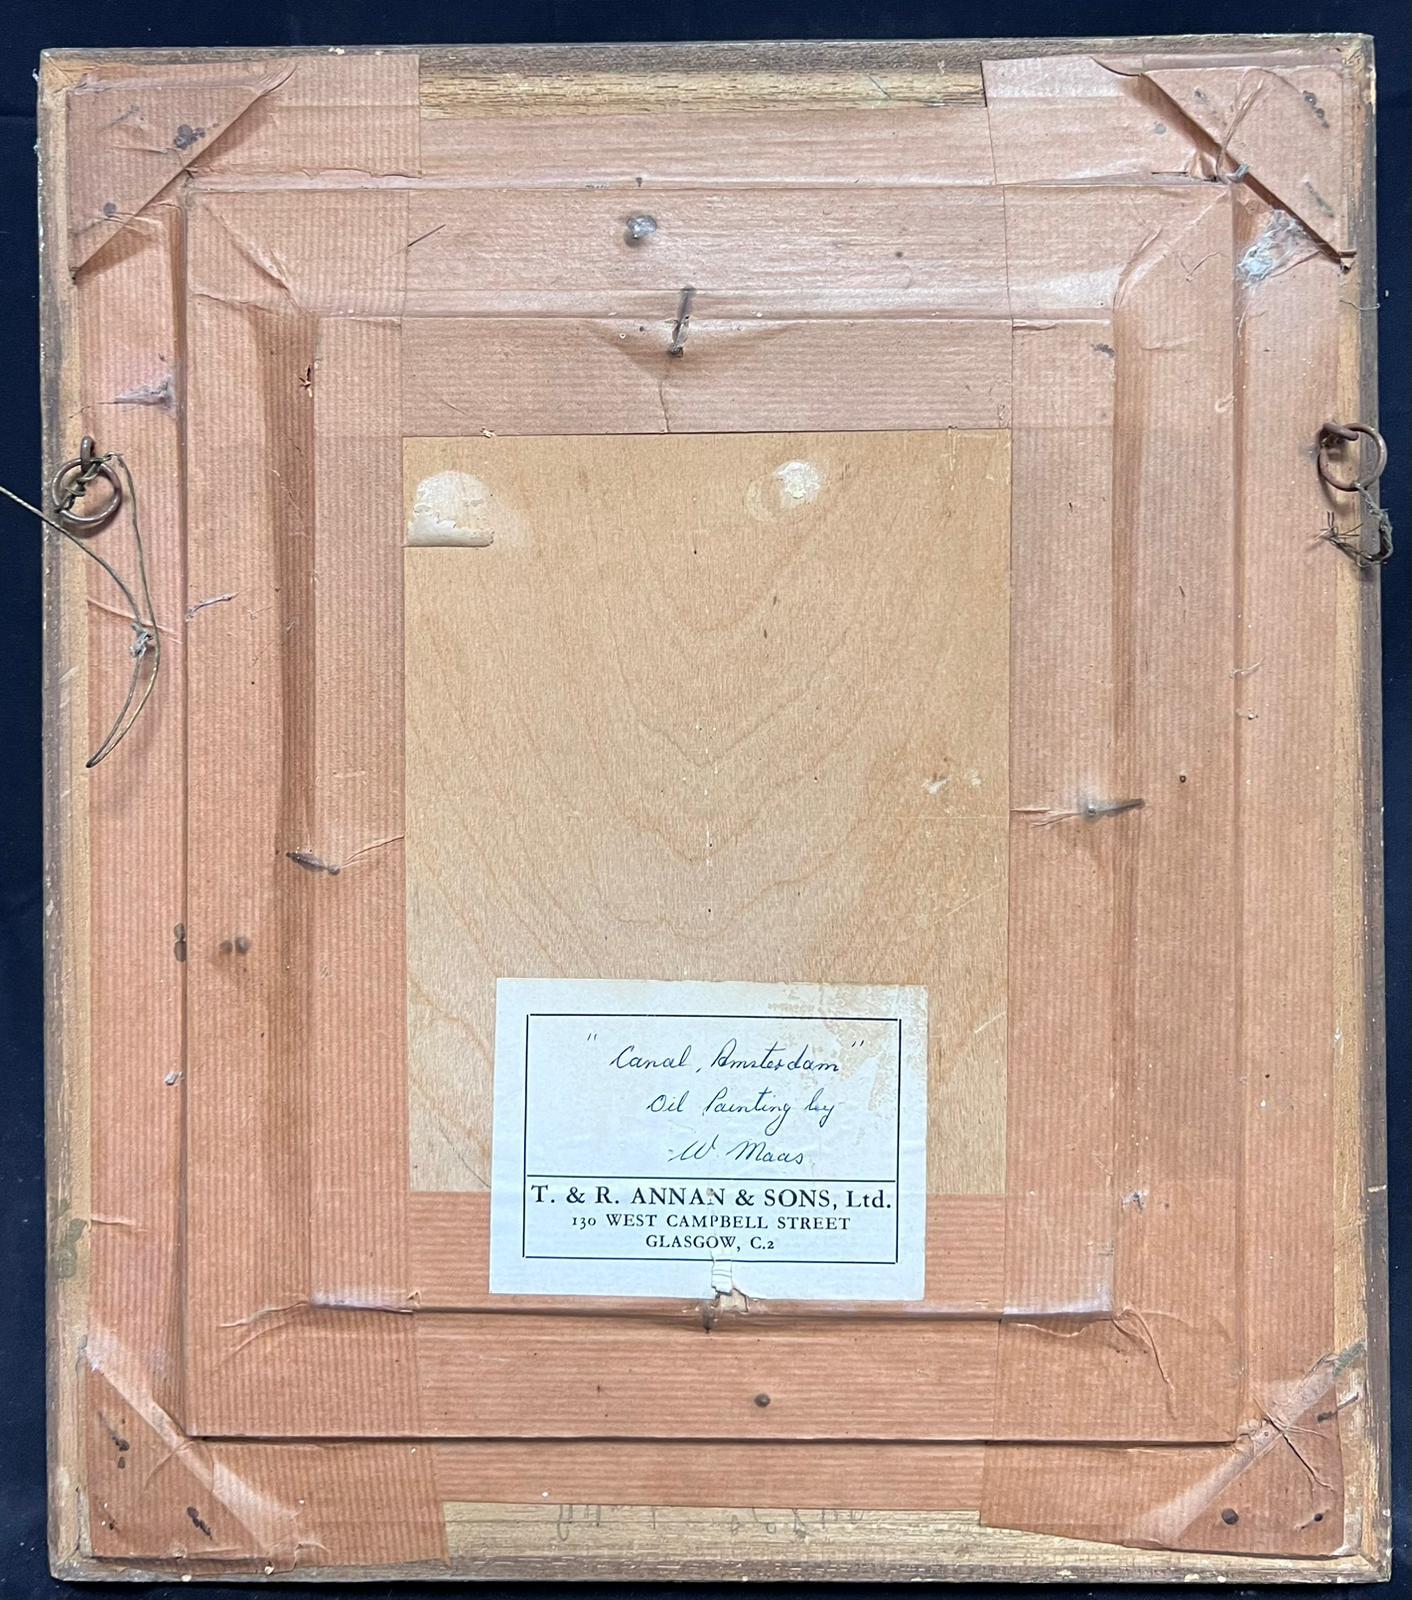 "Canal, Amsterdam"
Oil Painting by
W. Maas
T. & R. ANNAN & SONS, Ltd.
130 WEST CAMPBELL STREET
GLASGOW, C.2